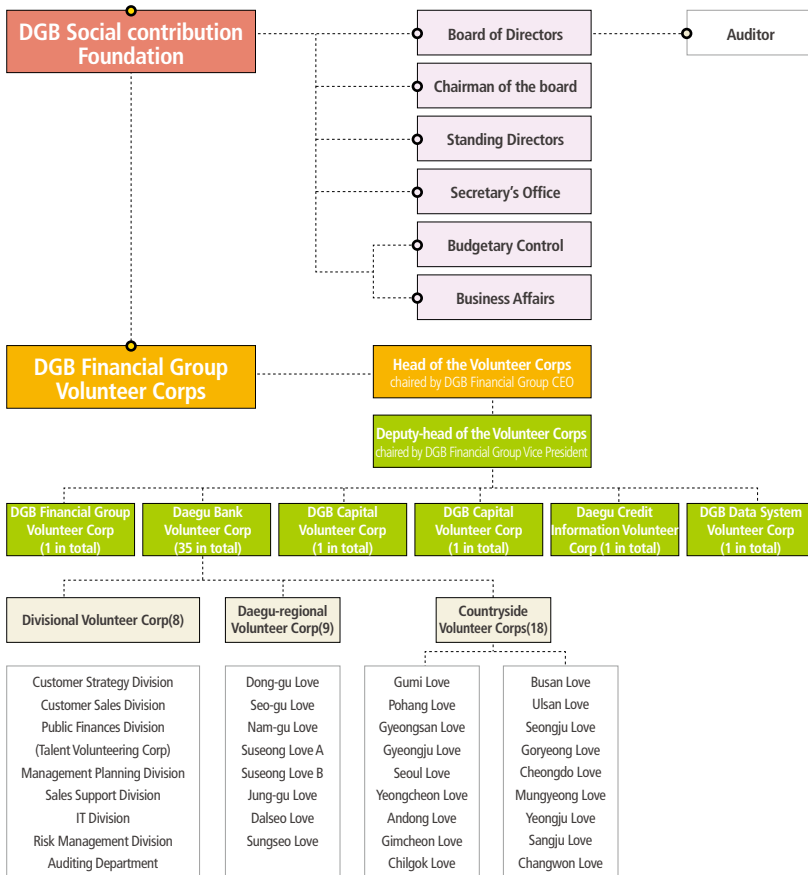 DGB Social contribution
Foundation
Board of Directors
Auditor
Chairman of the board
Standing Directors
Secretary's Office
Budgetary Control
Business Affairs
DGB Financial Group
Volunteer Corps
Head of the Volunteer Corps
chaired by DGB Financial Group CEO
Deputy-head of the Volunteer Corps
chaired by DGB Financial Group Vice President
DGB Financial Group
Volunteer Corp
(1 in total)
Daegu Bank
Volunteer Corp
(35 in total)
DGB Capital
Volunteer Corp
(1 in total)
DGB Capital
Volunteer Corp
(1 in total)
Daegu Credit
Information Volunteer
Corp (1 in total)
DGB Data System
Volunteer Corp
(1 in total)
Divisional Volunteer Corp(8)
Daegu-regional
Volunteer Corp(9)
Countryside
Volunteer Corps(18)
Customer Strategy Division
Customer Sales Division
Public Finances Division
(Talent Volunteering Corp)
Management Planning Division
Sales Support Division
IT Division
Risk Management Division
Auditing Department
Dong-gu Love
Seo-gu Love
Nam-gu Love
Suseong Love A
Suseong Love B
Jung-gu Love
Dalseo Love
Sungseo Love
Gumi Love
Pohang Love
Gyeongsan Love
Gyeongju Love
Seoul Love
Yeongcheon Love
Andong Love
Gimcheon Love
Chilgok Love
Busan Love
Ulsan Love
Seongju Love
Goryeong Love
Cheongdo Love
Mungyeong Love
Yeongju Love
Sangju Love
Changwon Love